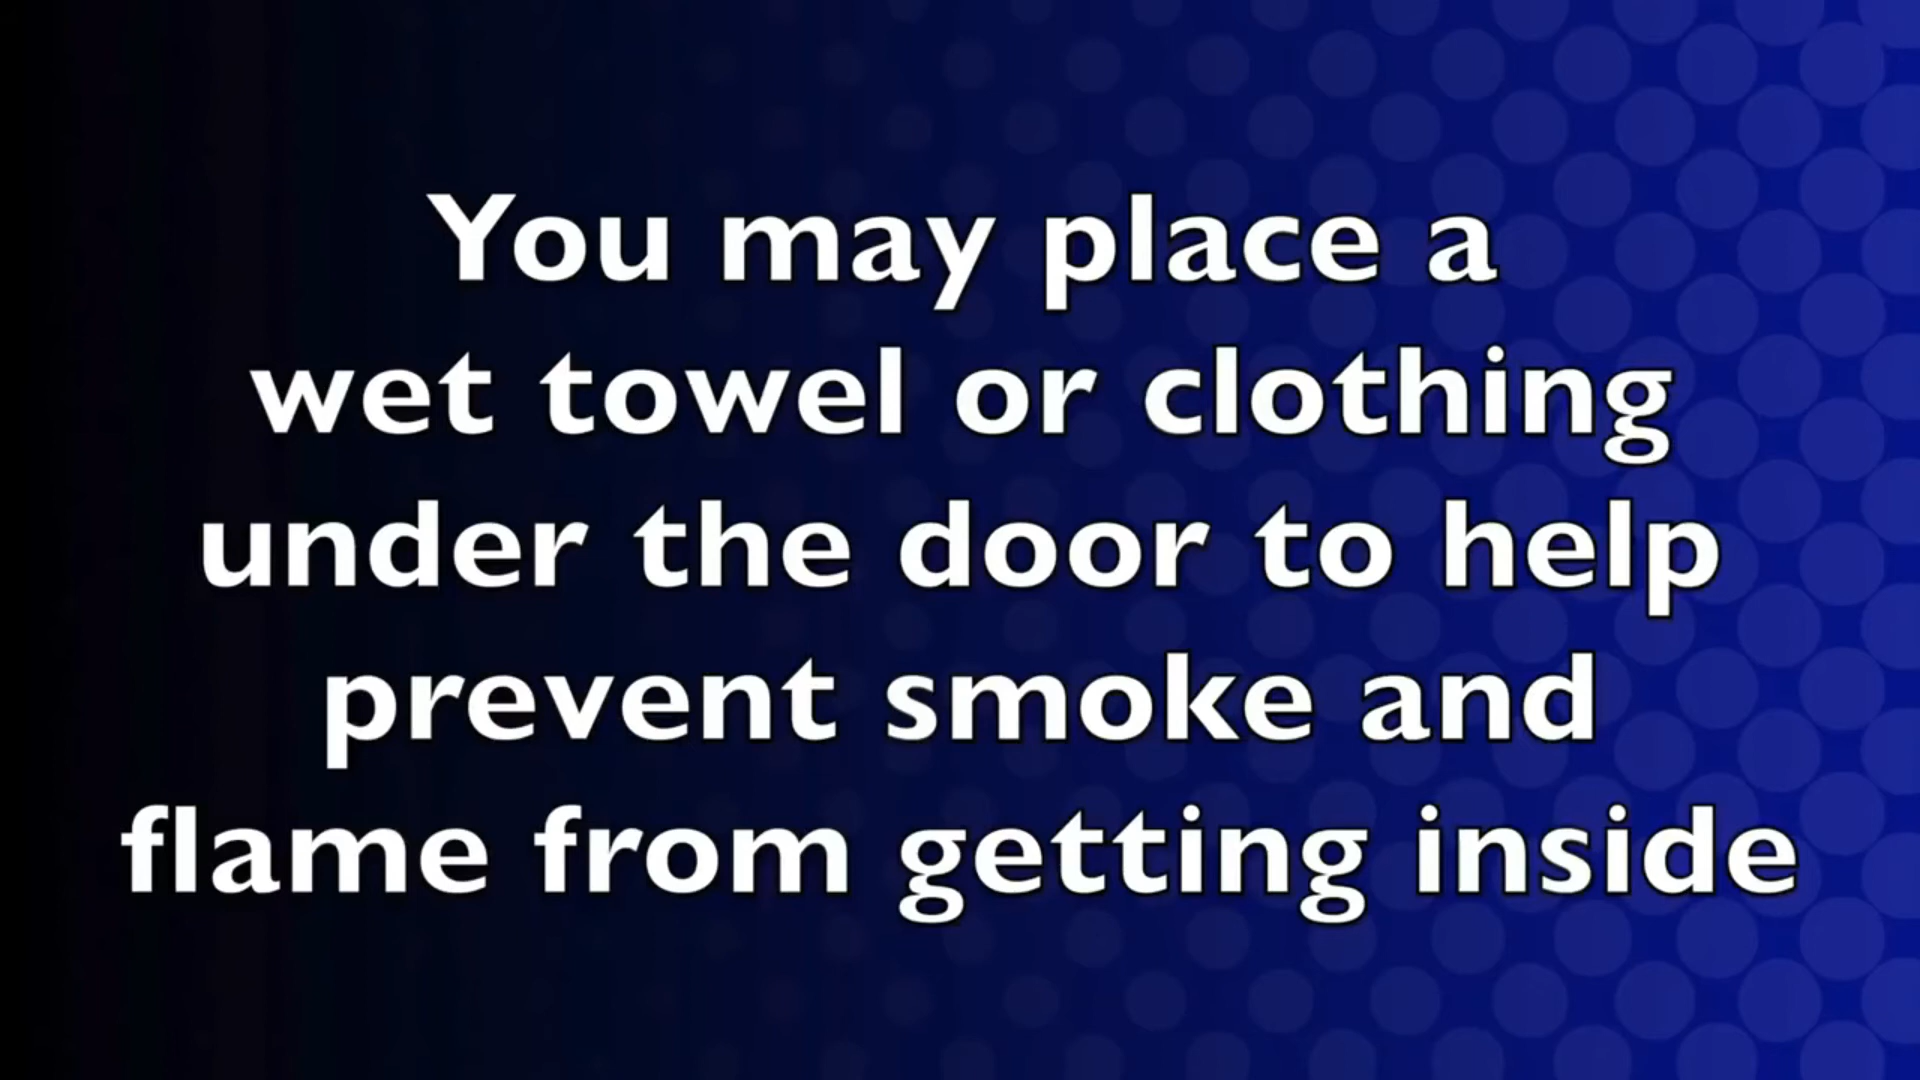 You may place a
wet towel or clothing
under the door to help
prevent smoke and
flame from getting inside